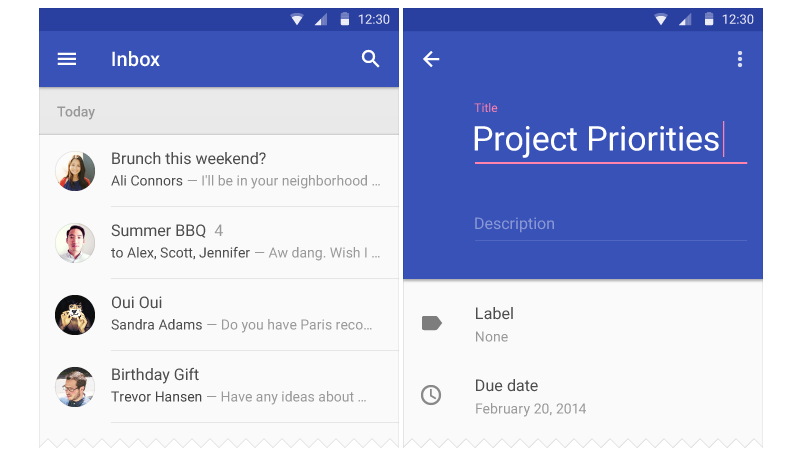 12:30
Inbox
Today
Brunch this weekend?
Ali Connors — I'll be in your neighborhood ...
Summer BBQ 4
to Alex, Scott, Jennifer — Aw dang. Wish I ...
Oui Oui
Sandra Adams — Do you have Paris reco...
Birthday Gift
Trevor Hansen — Have any ideas about ...
12:30
Title
Project Priorities
Description
Label
None
Due date
February 20, 2014